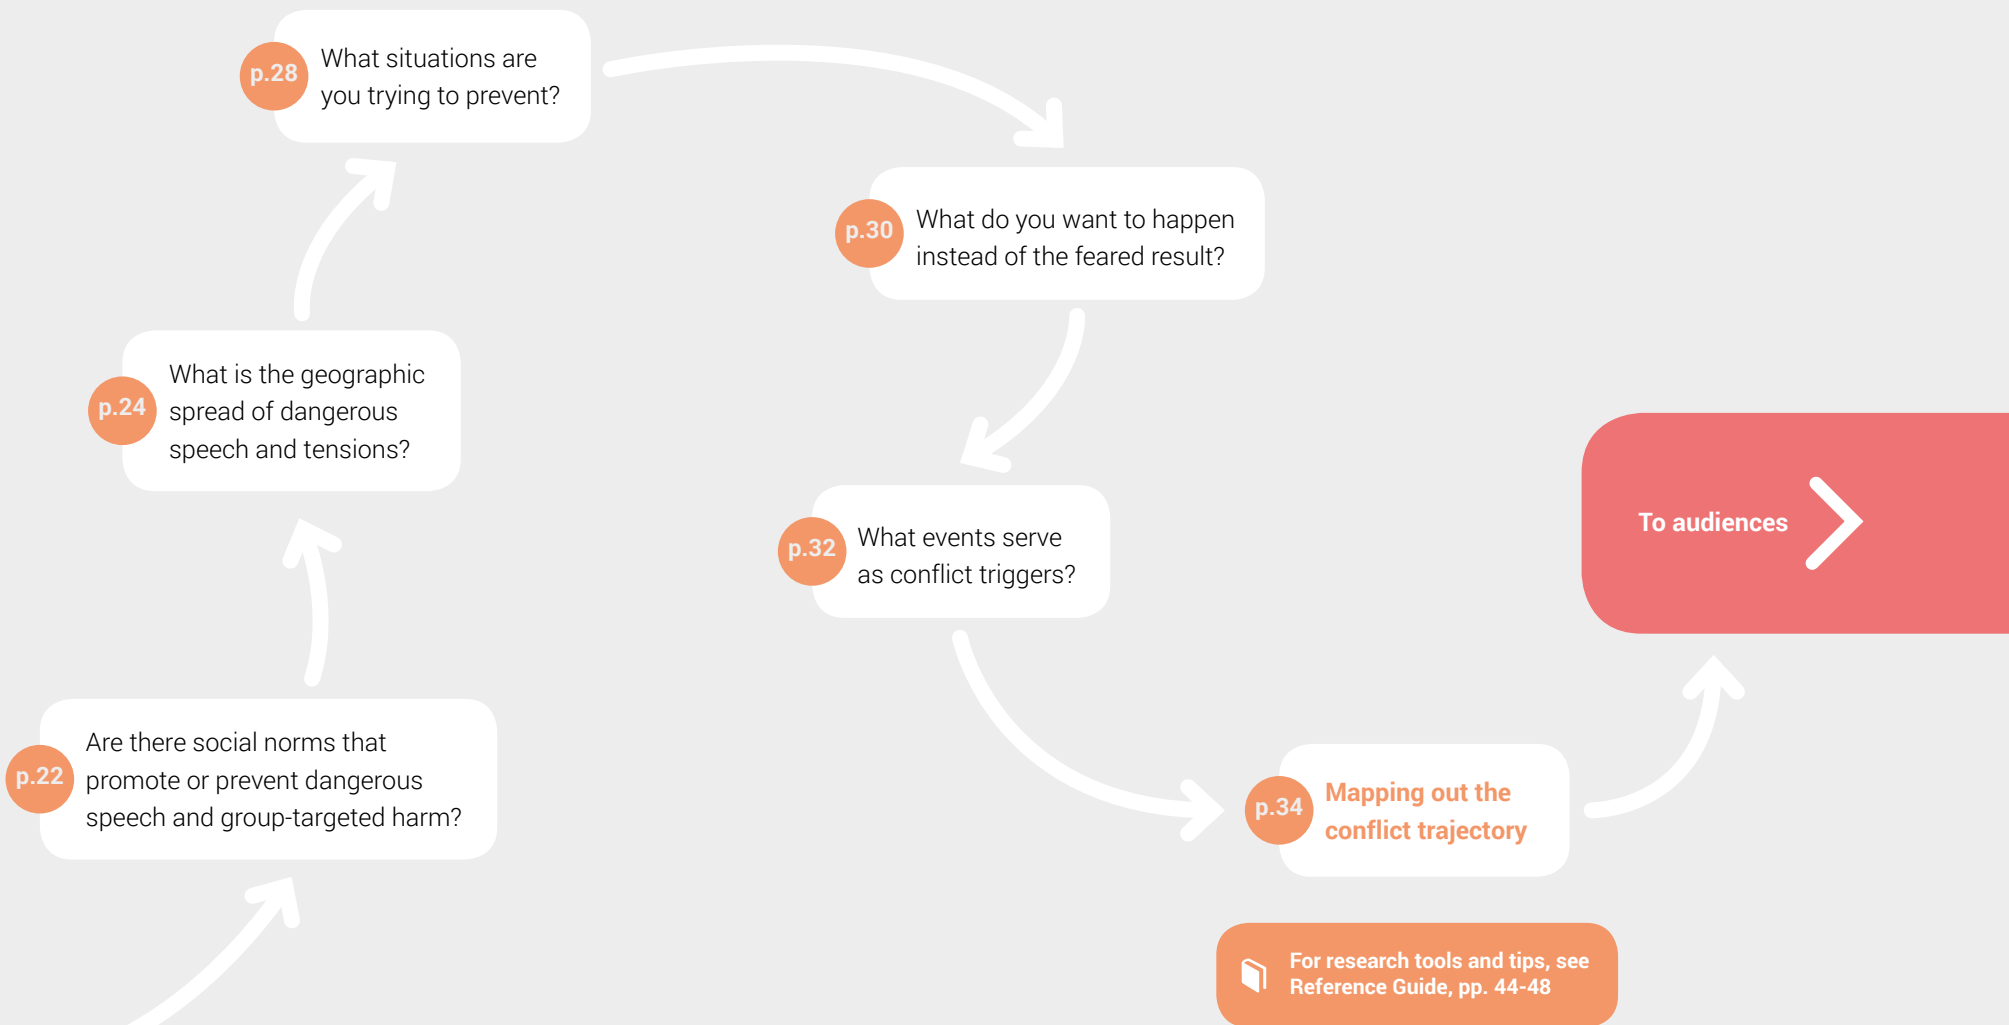 p.28
What situations are
you trying to prevent?
p.30
What do you want to happen
instead of the feared result?
p.24
What is the geographic
spread of dangerous
speech and tensions?
p.32
What events serve
as conflict triggers?
To audiences
p.22
Are there social norms that
promote or prevent dangerous
speech and group-targeted harm?
p.34
Mapping out the
conflict trajectory
For research tools and tips, see
Reference Guide, pp. 44-48